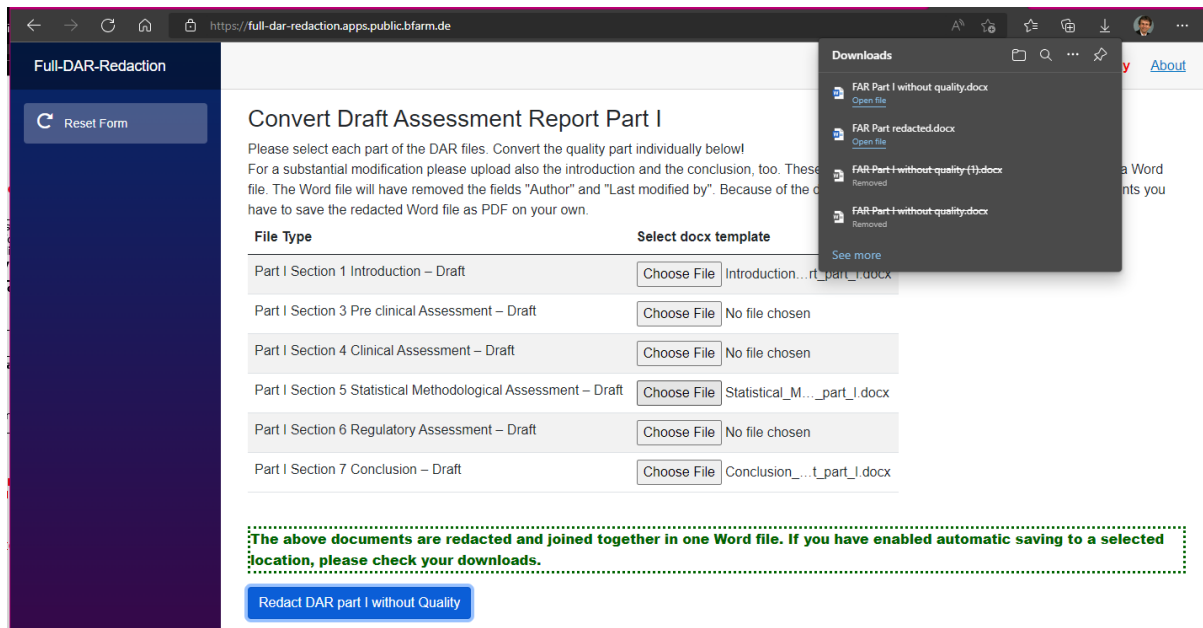 https://full-dar-redaction.apps.public.bfarm.de
Full-DAR-Redaction
y About
Reset Form
Downloads
FAR Part I without quality.docx
Open file
FAR Part redacted.docx
Open file
FAR Part I without quality (1).docx
Removed
FAR Part I without quality.docx
Removed
See more
Convert Draft Assessment Report Part I
Please select each part of the DAR files. Convert the quality part individually below!
For a substantial modification please upload also the introduction and the conclusion, too. These a Word
file. The Word file will have removed the fields "Author" and "Last modified by". Because of the nts you
have to save the redacted Word file as PDF on your own.
File Type Select docx template
Part I Section 1 Introduction – Draft Choose File Introduction…rt_part_I.docx
Part I Section 3 Pre clinical Assessment – Draft Choose File No file chosen
Part I Section 4 Clinical Assessment – Draft Choose File No file chosen
Part I Section 5 Statistical Methodological Assessment – Draft Choose File Statistical_M…_part_I.docx
Part I Section 6 Regulatory Assessment – Draft Choose File No file chosen
Part I Section 7 Conclusion – Draft Choose File Conclusion_…t_part_I.docx
The above documents are redacted and joined together in one Word file. If you have enabled automatic saving to a selected
location, please check your downloads.
Redact DAR part I without Quality